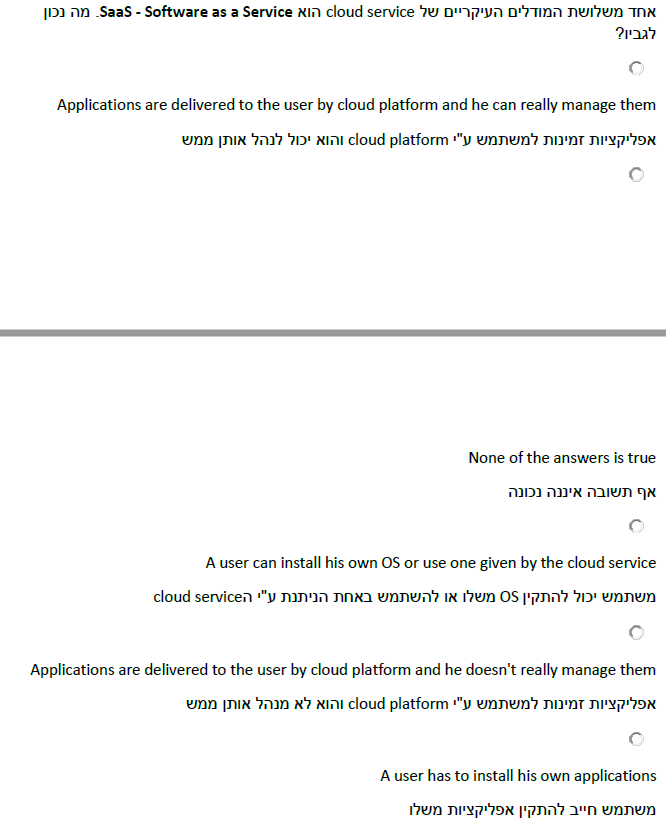 אחד משלושת המודלים העיקריים של cloud service הוא SaaS - Software as a Service. מה נכון
לגביו?
Applications are delivered to the user by cloud platform and he can really manage them
אפליקציות זמינות למשתמש ע"י cloud platform והוא יכול לנהל אותן ממש
None of the answers is true
אף תשובה איננה נכונה
A user can install his own OS or use one given by the cloud service
משתמש יכול להתקין OS משלו או להשתמש באחת הניתנת ע"י הcloud service
Applications are delivered to the user by cloud platform and he doesn't really manage them
אפליקציות זמינות למשתמש ע"י cloud platform והוא לא מנהל אותן ממש
A user has to install his own applications
משתמש חייב להתקין אפליקציות משלו